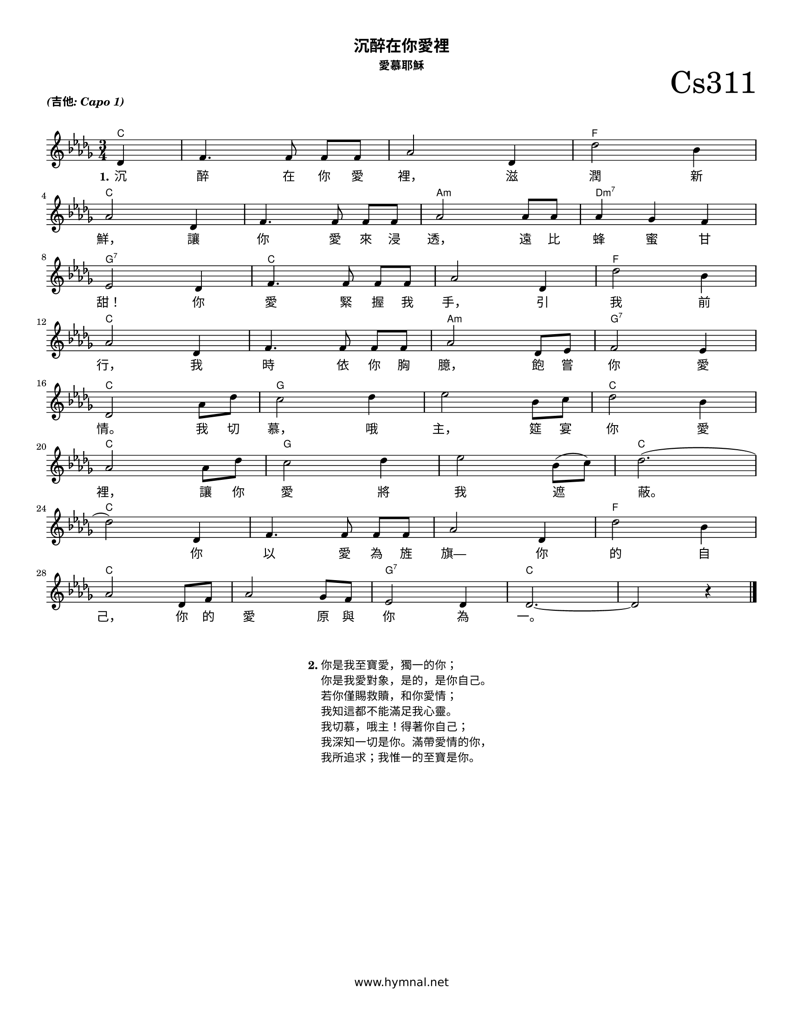 沉醉在你愛裡
愛慕耶穌
Cs311
(吉他: Capo 1)
C F
1. 沉 醉 在 你 愛 裡， 滋 潤 新
4 C Am Dm7
鮮， 讓 你 愛 來 浸 透， 遠 比 蜂 蜜 甘
8 G7 C F
甜！ 你 愛 緊 握 我 手， 引 我 前
12 C Am G7
行， 我 時 依 你 胸 臆， 飽 嘗 你 愛
16 C G C
情。 我 切 慕， 哦 主， 筵 宴 你 愛
20 C G C
裡， 讓 你 愛 將 我 遮 蔽。
24 C F
你 以 愛 為 旌 旗— 你 的 自
28 C G7 C
己， 你 的 愛 原 與 你 為 一。
2. 你是我至寶愛，獨一的你；
你是我愛對象，是的，是你自己。
若你僅賜救贖，和你愛情；
我知這都不能滿足我心靈。
我切慕，哦主！得著你自己；
我深知一切是你。滿帶愛情的你，
我所追求；我惟一的至寶是你。
www.hymnal.net